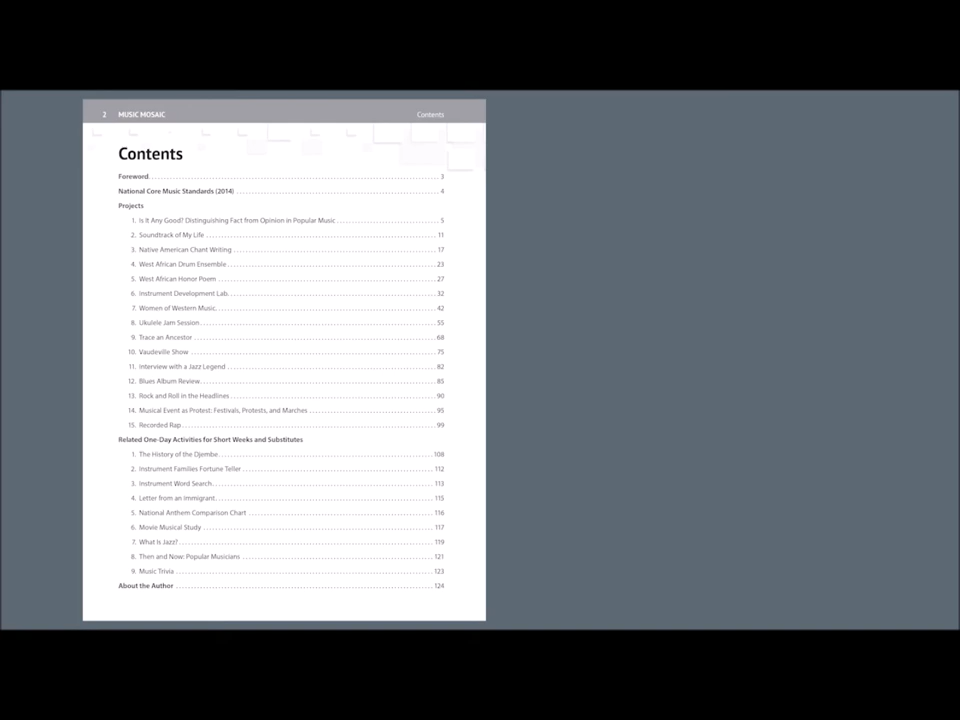 2 MUSIC MOSAIC Contents
Contents
Foreword 3
National Core Music Standards (2014) 4
Projects
1. Is It Any Good? Distinguishing Fact from Opinion in Popular Music 5
2. Soundtrack of My Life 11
3. Native American Chant Writing 17
4. West African Drum Ensemble 23
5. West African Honor Poem 27
6. Instrument Development Lab 32
7. Women of Western Music 42
8. Ukulele Jam Session 55
9. Trace an Ancestor 68
10. Vaudeville Show 75
11. Interview with a Jazz Legend 82
12. Blues Album Review 85
13. Rock and Roll in the Headlines 90
14. Musical Event as Protest: Festivals, Protests, and Marches 95
15. Recorded Rap 99
Related One-Day Activities for Short Weeks and Substitutes
1. The History of the Djembe 108
2. Instrument Families Fortune Teller 112
3. Instrument Word Search 113
4. Letter from an Immigrant 115
5. National Anthem Comparison Chart 116
6. Movie Musical Study 117
7. What Is Jazz? 119
8. Then and Now: Popular Musicians 121
9. Music Trivia 123
About the Author 124